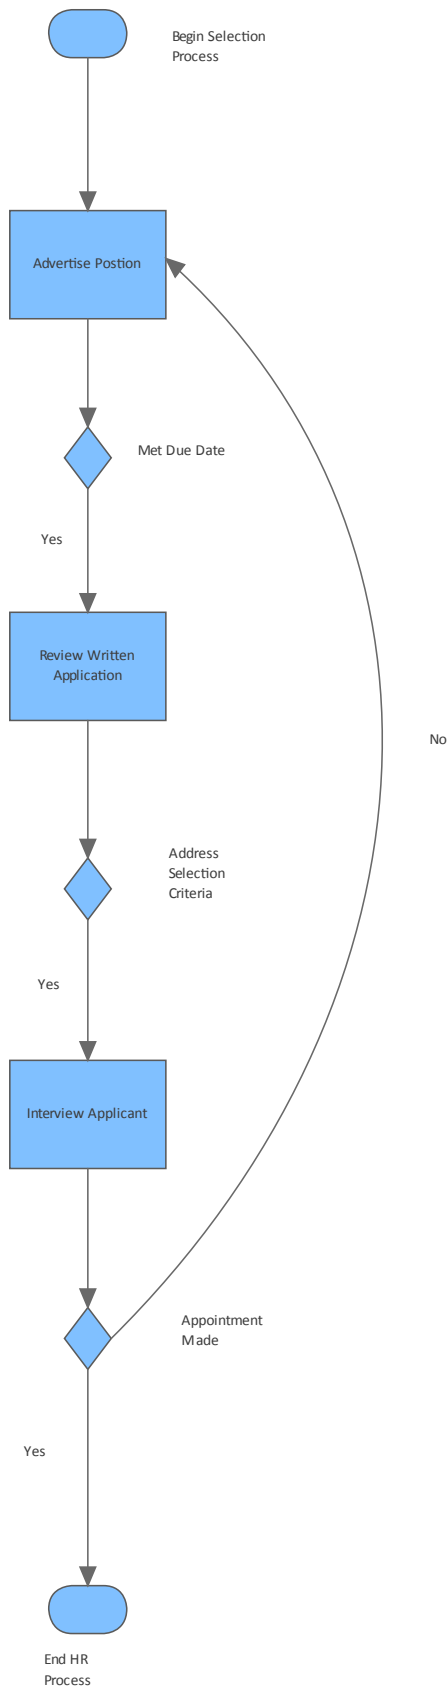 Begin Selection
Process
Advertise Postion
Met Due Date
Yes
Review Written
Application
No
Address
Selection
Criteria
Yes
Interview Applicant
Appointment
Made
Yes
End HR
Process